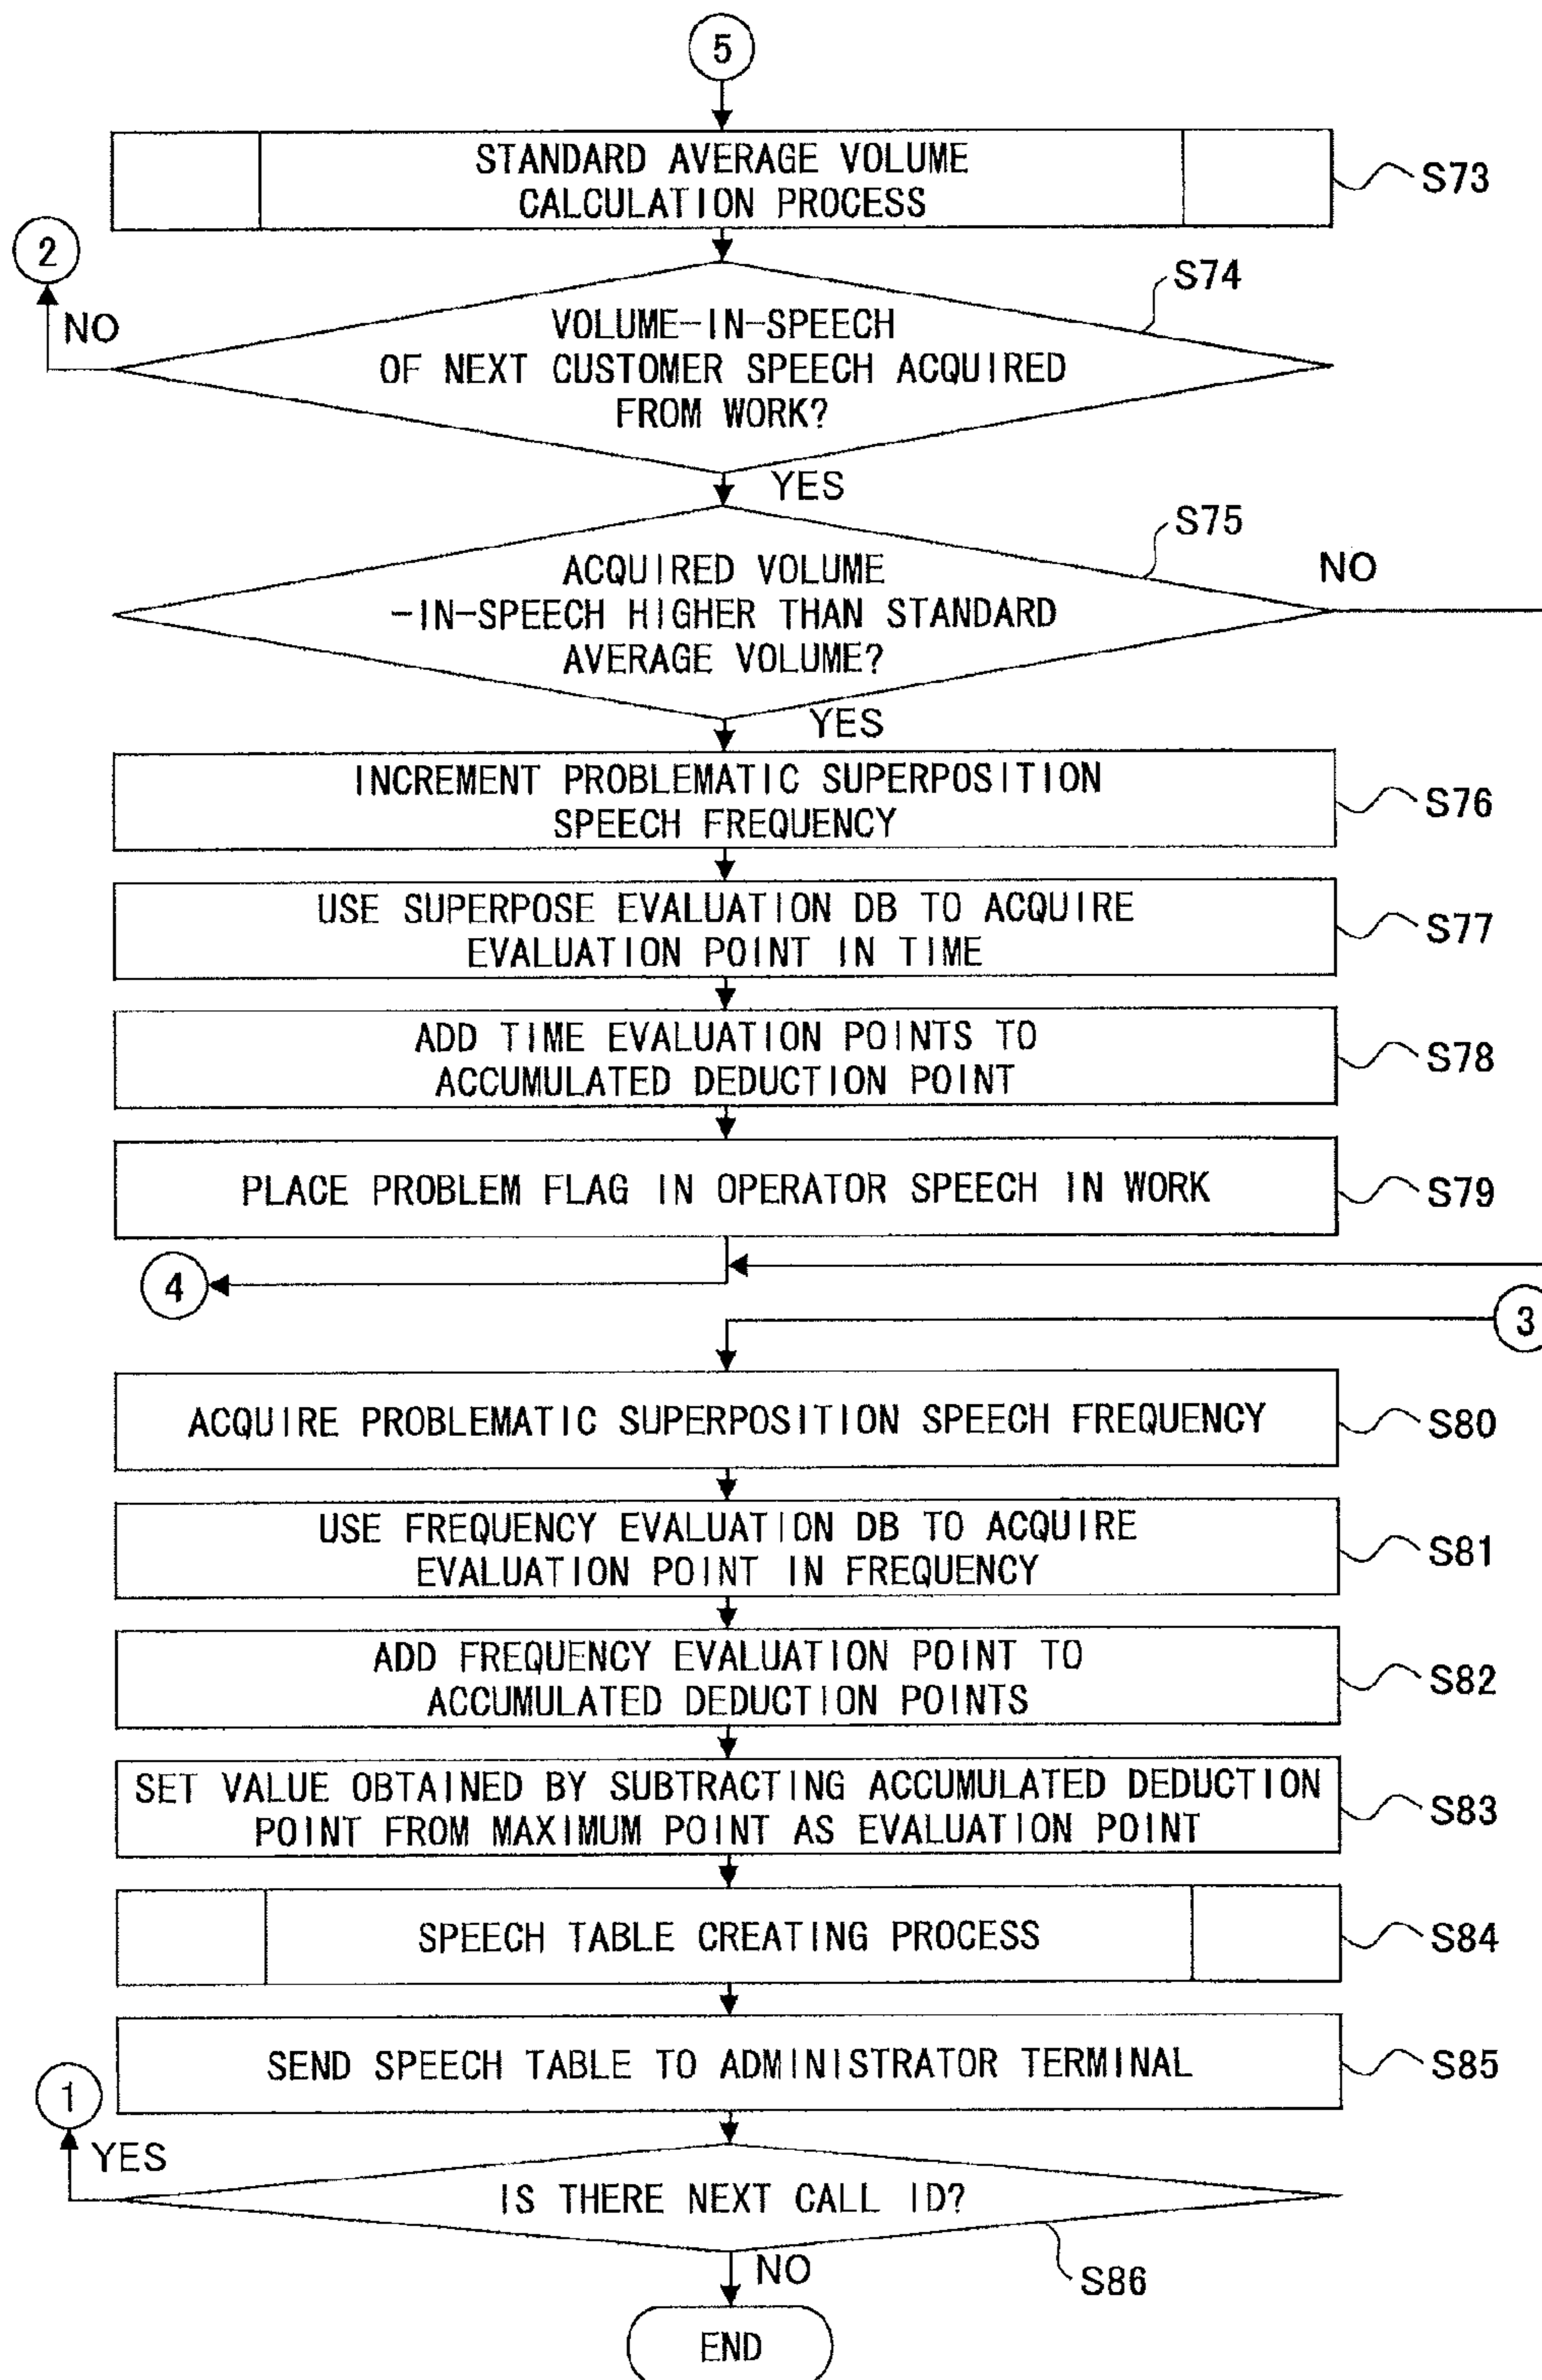 5
STANDARD AVERAGE VOLUME
CALCULATION PROCESS
S73
2
NO
S74
VOLUME-IN-SPEECH
OF NEXT CUSTOMER SPEECH ACQUIRED
FROM WORK?
YES
S75
NO
ACQUIRED VOLUME
-IN-SPEECH HIGHER THAN STANDARD
AVERAGE VOLUME?
YES
INCREMENT PROBLEMATIC SUPERPOSITION
SPEECH FREQUENCY
S76
USE SUPERPOSE EVALUATION DB TO ACQUIRE
EVALUATION POINT IN TIME
S77
ADD TIME EVALUATION POINTS TO
ACCUMULATED DEDUCTION POINT
S78
PLACE PROBLEM FLAG IN OPERATOR SPEECH IN WORK
S79
4
3
ACQUIRE PROBLEMATIC SUPERPOSITION SPEECH FREQUENCY
S80
USE FREQUENCY EVALUATION DB TO ACQUIRE
EVALUATION POINT IN FREQUENCY
S81
ADD FREQUENCY EVALUATION POINT TO
ACCUMULATED DEDUCTION POINTS
S82
SET VALUE OBTAINED BY SUBTRACTING ACCUMULATED DEDUCTION
POINT FROM MAXIMUM POINT AS EVALUATION POINT
S83
SPEECH TABLE CREATING PROCESS
S84
SEND SPEECH TABLE TO ADMINISTRATOR TERMINAL
S85
1
YES
IS THERE NEXT CALL ID?
S86
NO
END